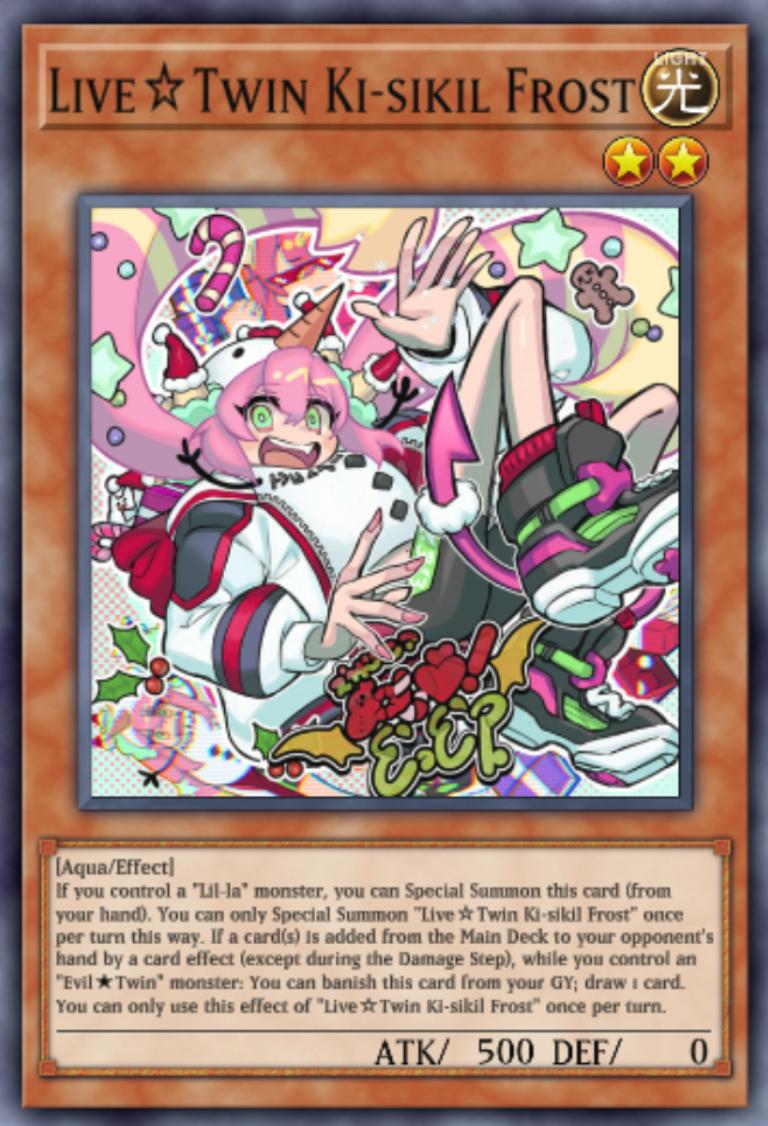 LIVE☆TWIN KI-SIKIL FROST
LIGHT
光
[Aqua/Effect]
If you control a "Lil-la" monster, you can Special Summon this card (from
your hand). You can only Special Summon "Live☆Twin Ki-sikil Frost" once
per turn this way. If a card(s) is added from the Main Deck to your opponent's
hand by a card effect (except during the Damage Step), while you control an
"Evil★Twin" monster: You can banish this card from your GY; draw 1 card.
You can only use this effect of "Live☆Twin Ki-sikil Frost" once per turn.
ATK/ 500 DEF/ 0